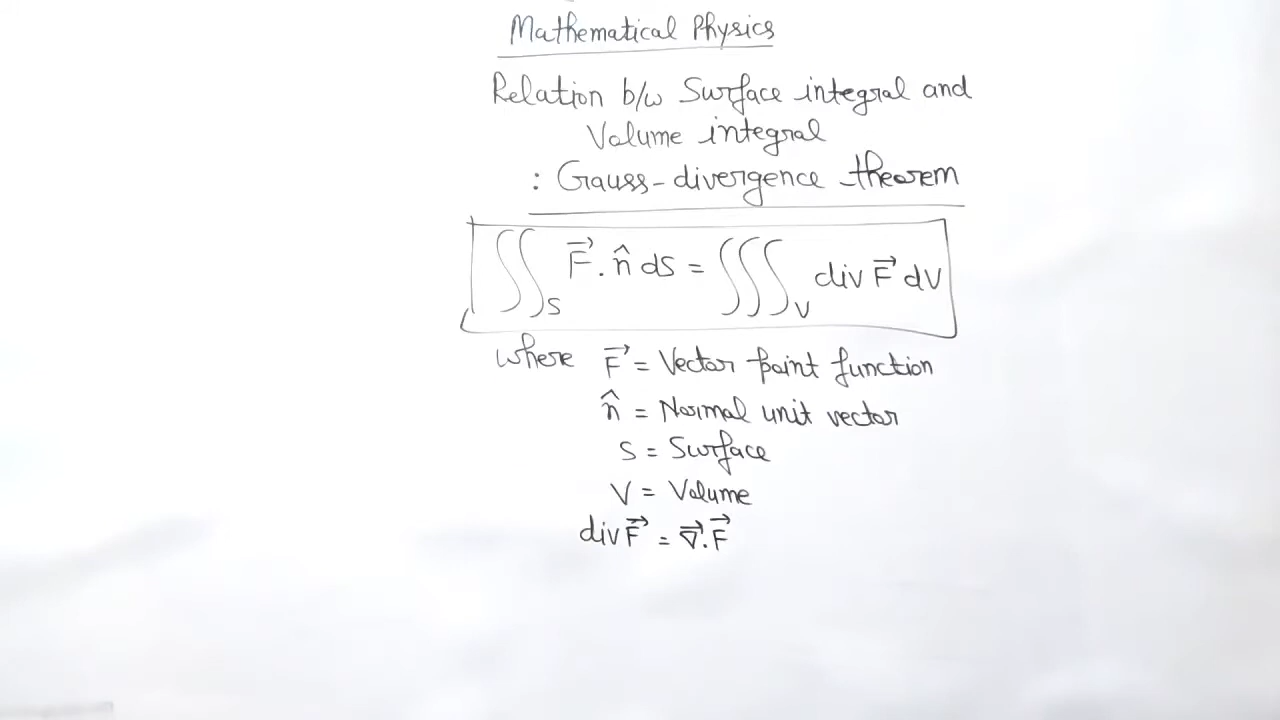 Mathematical Physics
Relation b/w Surface integral and
Volume integral
: Gauss-divergence theorem
∬_S F⃗ . n̂ ds = ∭_V div F⃗ dV
where F⃗ = Vector point function
n̂ = Normal unit vector
S = Surface
V = Volume
div F⃗ = ∇⃗ . F⃗